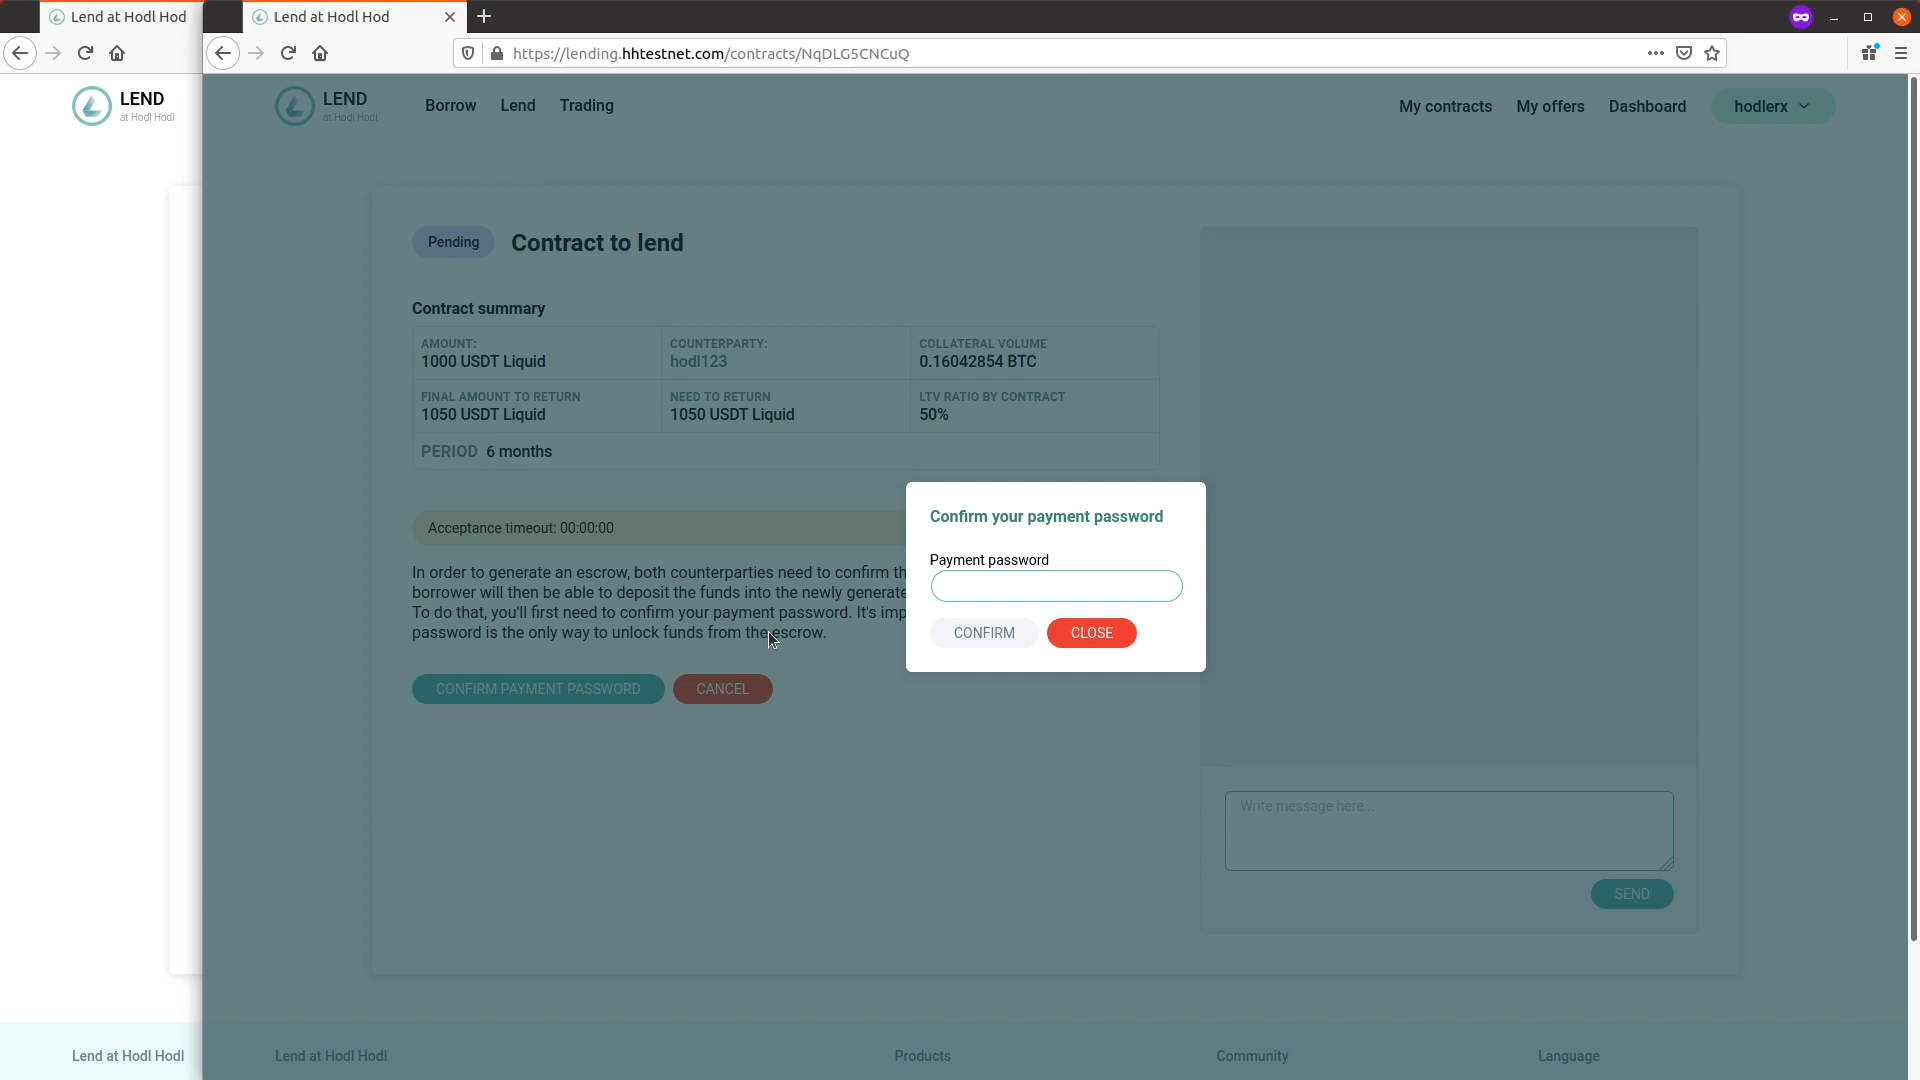 Lend at Hodl Hod
Lend at Hodl Hod
https://lending.hhtestnet.com/contracts/NqDLG5CNCuQ
LEND
at Hodl Hodl
LEND
at Hodl Hodl
Borrow
Lend
Trading
My contracts
My offers
Dashboard
hodlerx
Pending
Contract to lend
Contract summary
AMOUNT:
1000 USDT Liquid
COUNTERPARTY:
hodl123
COLLATERAL VOLUME
0.16042854 BTC
FINAL AMOUNT TO RETURN
1050 USDT Liquid
NEED TO RETURN
1050 USDT Liquid
LTV RATIO BY CONTRACT
50%
PERIOD 6 months
Acceptance timeout: 00:00:00
In order to generate an escrow, both counterparties need to confirm th
borrower will then be able to deposit the funds into the newly generate
To do that, you'll first need to confirm your payment password. It's imp
password is the only way to unlock funds from the escrow.
CONFIRM PAYMENT PASSWORD
CANCEL
Confirm your payment password
Payment password
CONFIRM
CLOSE
Write message here...
SEND
Lend at Hodl Hodl
Lend at Hodl Hodl
Products
Community
Language